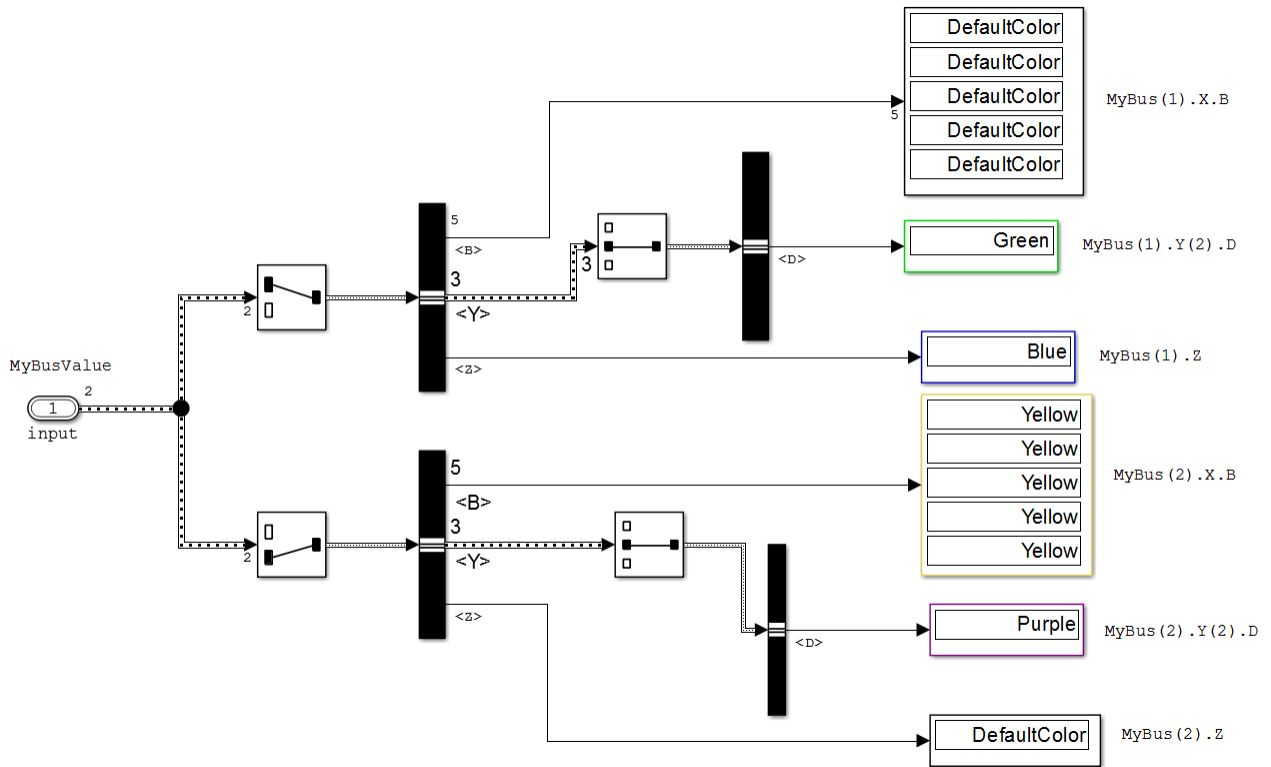 DefaultColor
DefaultColor
DefaultColor
DefaultColor
DefaultColor
5
MyBus(1).X.B
5
<B>
3
<Y>
3
<D>
Green
MyBus(1).Y(2).D
2
<Z>
Blue
MyBus(1).Z
MyBusValue
2
1
input
Yellow
Yellow
Yellow
Yellow
Yellow
MyBus(2).X.B
5
<B>
3
<Y>
2
<Z>
<D>
Purple
MyBus(2).Y(2).D
DefaultColor
MyBus(2).Z